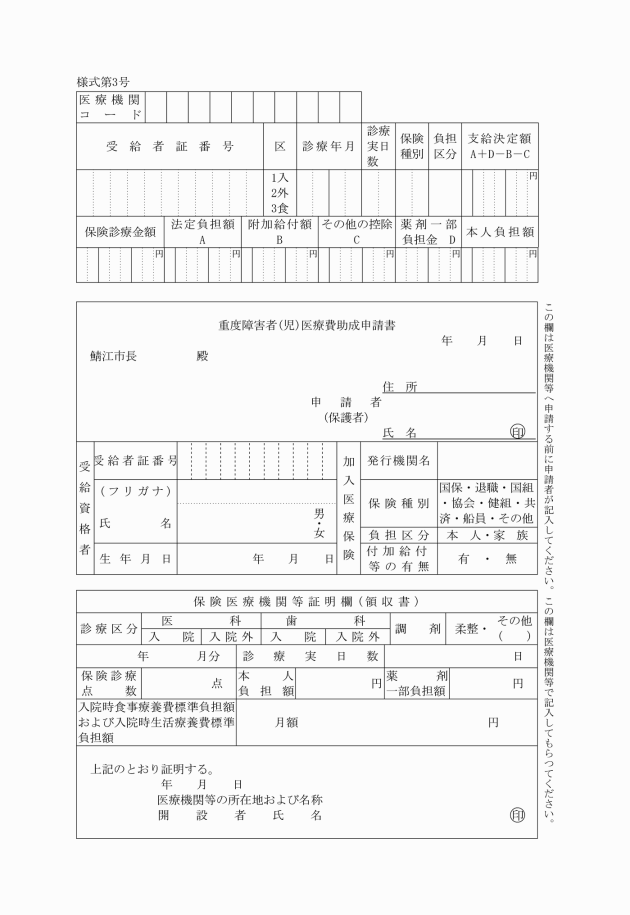 様式第3号
医療機関
コード
受給者証番号 区 診療年月 診療実日数 保険種別 負担区分 支給決定額 A＋D－B－C
1入
2外
3食
円
保険診療金額 法定負担額 A 附加給付額 B その他の控除 C 薬剤一部負担金 D 本人負担額
円 円 円 円 円 円
重度障害者(児)医療費助成申請書
年 月 日
鯖江市長 殿
住所
申請者
(保護者)
氏名 ㊞
受給資格者 受給者証番号 加入医療保険 発行機関名
(フリガナ)
氏名 男・女
保険種別 国保・退職・国組
・協会・健組・共
済・船員・その他
負担区分 本人・家族
生年月日 年 月 日 付加給付
等の有無 有・無
この欄は医療機関等へ申請する前に申請者が記入してください。
保険医療機関等証明欄(領収書)
診療区分 医科 歯科 調剤 柔整・ その他
( )
入院 入院外 入院 入院外
年 月分 診療実日数 日
保険診療
点数 点 本人
負担額 円 薬剤
一部負担額 円
入院時食事療養費標準負担額
および入院時生活療養費標準
負担額 月額 円
上記のとおり証明する。
年 月 日
医療機関等の所在地および名称
開設者氏名 ㊞
この欄は医療機関等で記入してもらつてください。